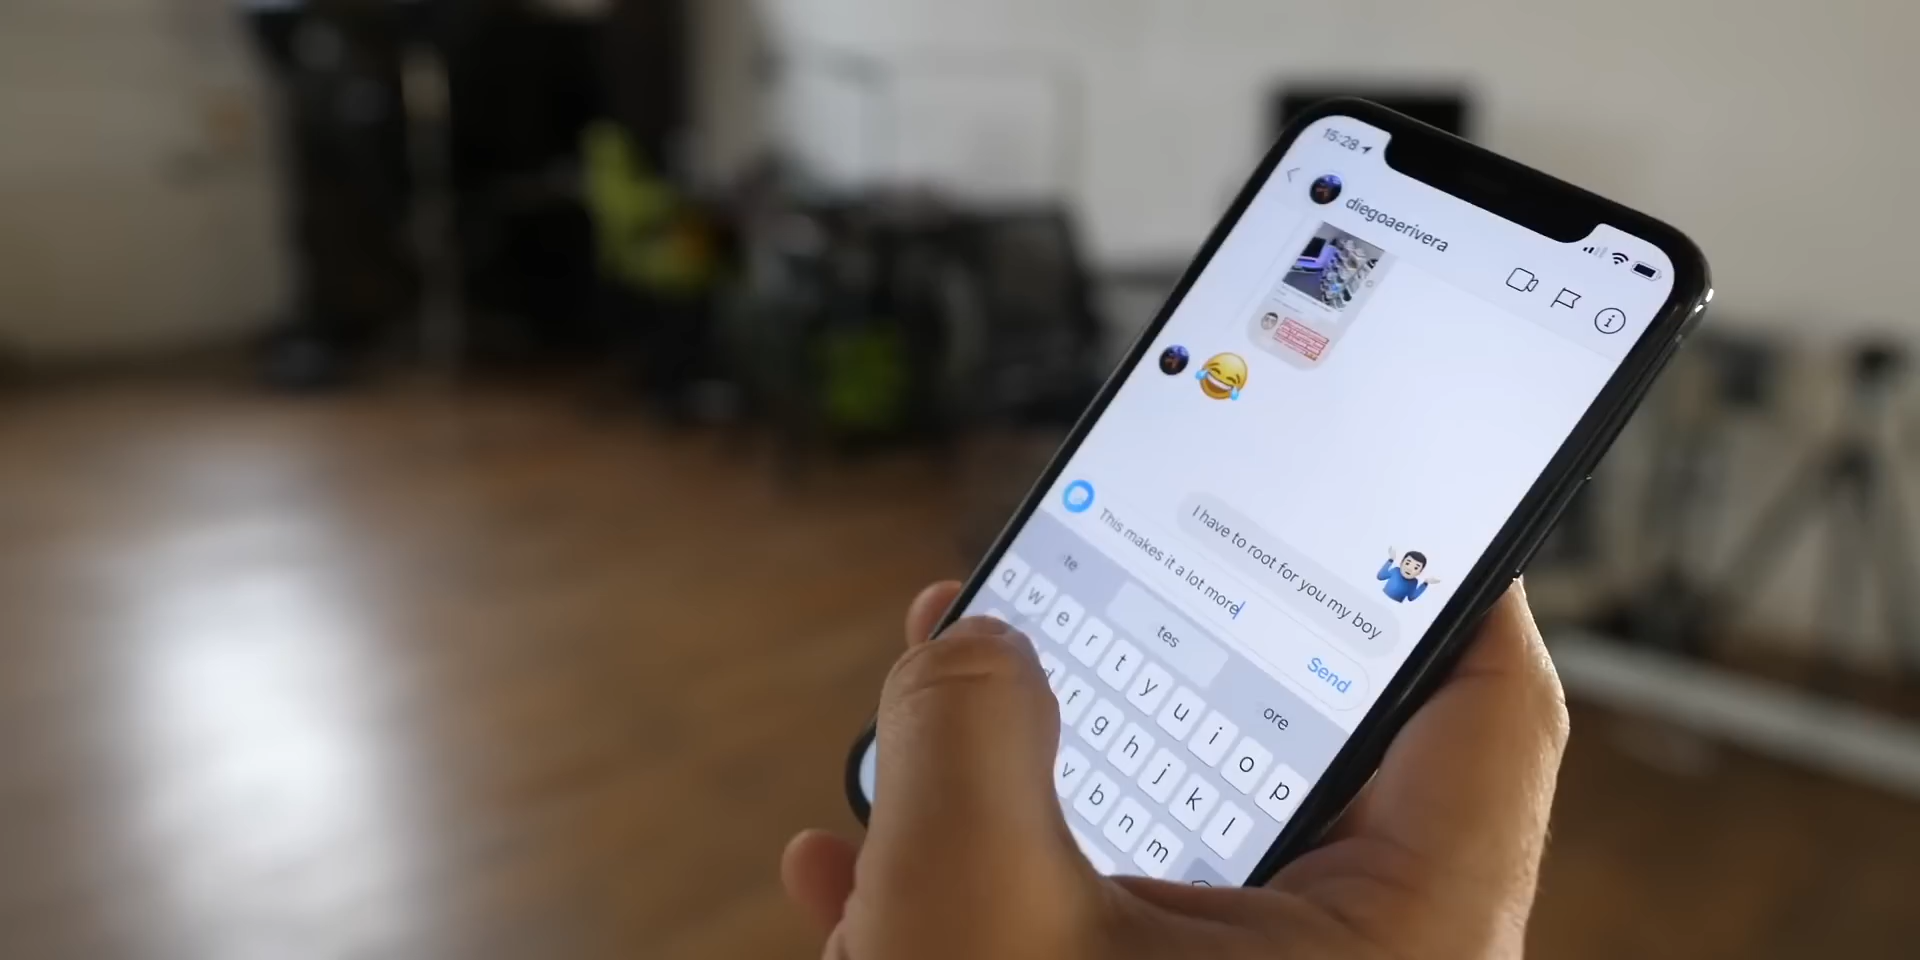 15:28
diegoaerivera
I have to root for you my boy
This makes it a lot more
Send
te
tes
ore
q w e r t y u i o p
d f g h j k l
v b n m